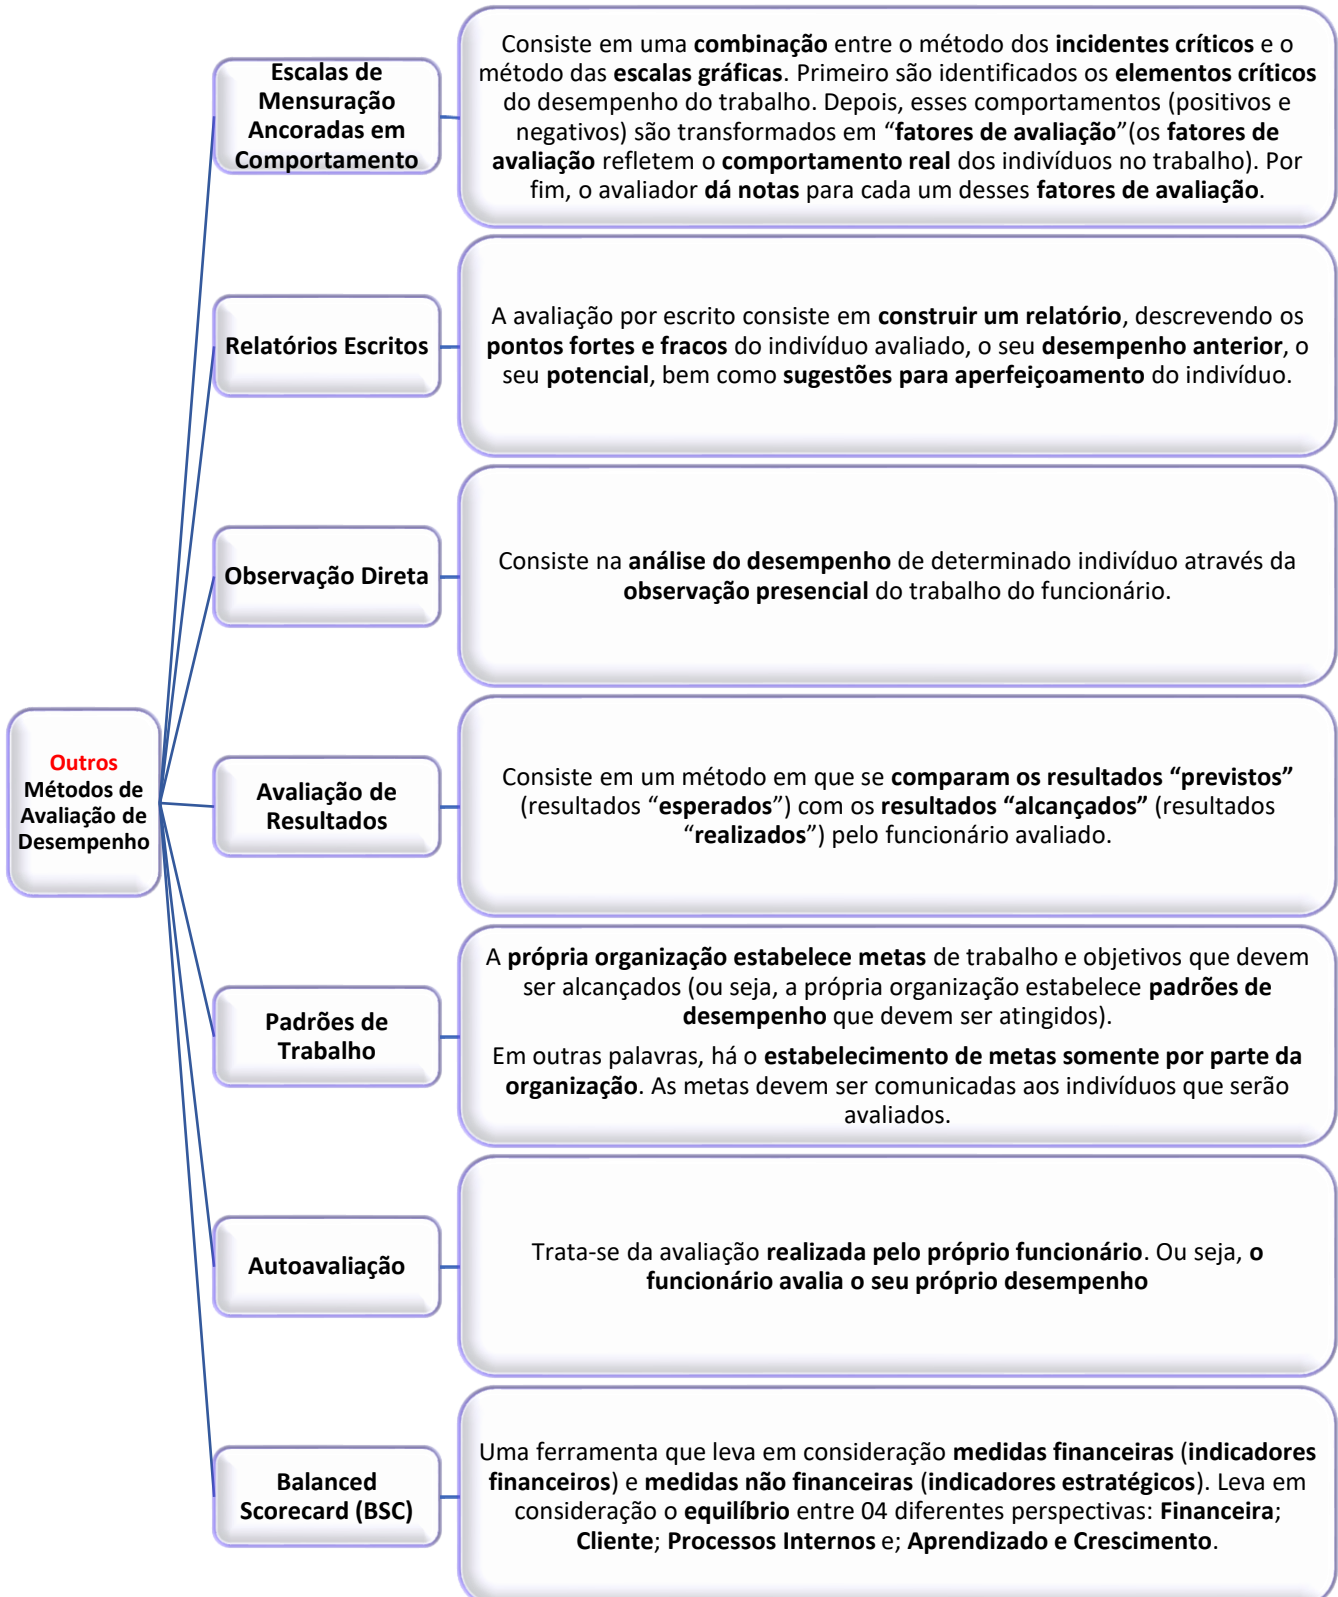 Escalas de
Mensuração
Ancoradas em
Comportamento
Consiste em uma combinação entre o método dos incidentes críticos e o
método das escalas gráficas. Primeiro são identificados os elementos críticos
do desempenho do trabalho. Depois, esses comportamentos (positivos e
negativos) são transformados em “fatores de avaliação”(os fatores de
avaliação refletem o comportamento real dos indivíduos no trabalho). Por
fim, o avaliador dá notas para cada um desses fatores de avaliação.
Relatórios Escritos
A avaliação por escrito consiste em construir um relatório, descrevendo os
pontos fortes e fracos do indivíduo avaliado, o seu desempenho anterior, o
seu potencial, bem como sugestões para aperfeiçoamento do indivíduo.
Observação Direta
Consiste na análise do desempenho de determinado indivíduo através da
observação presencial do trabalho do funcionário.
Outros
Métodos de
Avaliação de
Desempenho
Avaliação de
Resultados
Consiste em um método em que se comparam os resultados “previstos”
(resultados “esperados”) com os resultados “alcançados” (resultados
“realizados”) pelo funcionário avaliado.
Padrões de
Trabalho
A própria organização estabelece metas de trabalho e objetivos que devem
ser alcançados (ou seja, a própria organização estabelece padrões de
desempenho que devem ser atingidos).
Em outras palavras, há o estabelecimento de metas somente por parte da
organização. As metas devem ser comunicadas aos indivíduos que serão
avaliados.
Autoavaliação
Trata-se da avaliação realizada pelo próprio funcionário. Ou seja, o
funcionário avalia o seu próprio desempenho
Balanced
Scorecard (BSC)
Uma ferramenta que leva em consideração medidas financeiras (indicadores
financeiros) e medidas não financeiras (indicadores estratégicos). Leva em
consideração o equilíbrio entre 04 diferentes perspectivas: Financeira;
Cliente; Processos Internos e; Aprendizado e Crescimento.